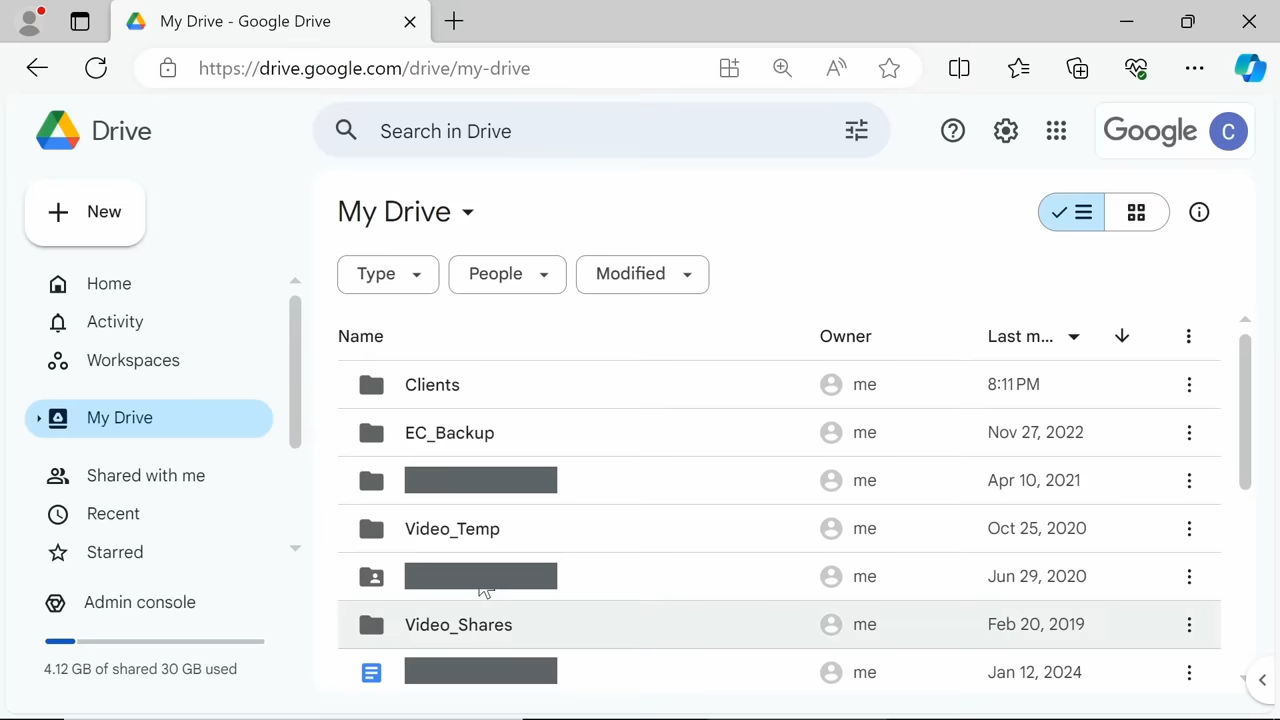 My Drive - Google Drive
https://drive.google.com/drive/my-drive
Drive
Search in Drive
Google
C
New
My Drive
Type
People
Modified
Home
Activity
Workspaces
My Drive
Shared with me
Recent
Starred
Admin console
4.12 GB of shared 30 GB used
Name Owner Last m...
Clients me 8:11 PM
EC_Backup me Nov 27, 2022
me Apr 10, 2021
Video_Temp me Oct 25, 2020
me Jun 29, 2020
Video_Shares me Feb 20, 2019
me Jan 12, 2024